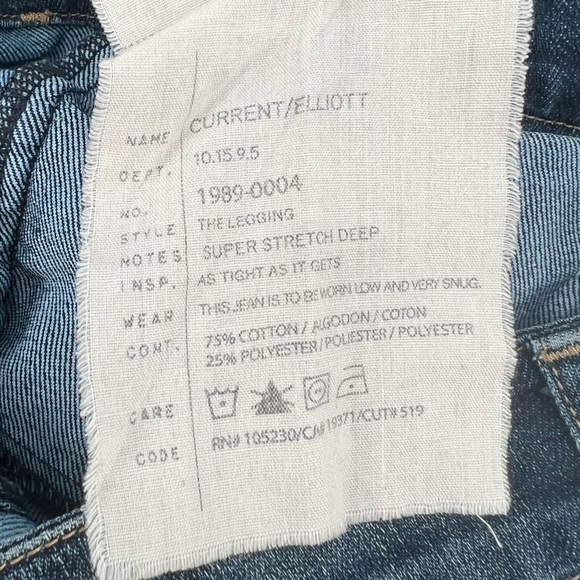 NAME CURRENT/ELLIOTT
DEPT. 10.15.9.5
NO. 1989-0004
STYLE THE LEGGING
NOTES SUPER STRETCH DEEP
INSP. AS TIGHT AS IT GETS
WEAR THIS JEAN IS TO BE WORN LOW AND VERY SNUG.
CONT. 75% COTTON / ALGODON / COTON
25% POLYESTER / POLIESTER / POLYESTER
CARE
CODE RN# 105230/CA# 19371/CUT# 519